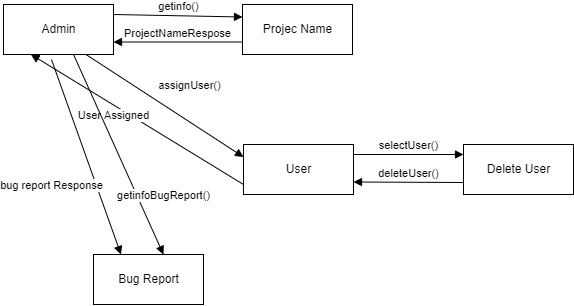 getinfo()
Admin
Projec Name
ProjectNameRespose
assignUser()
User Assigned
selectUser()
User
Delete User
deleteUser()
bug report Response
getinfoBugReport()
Bug Report